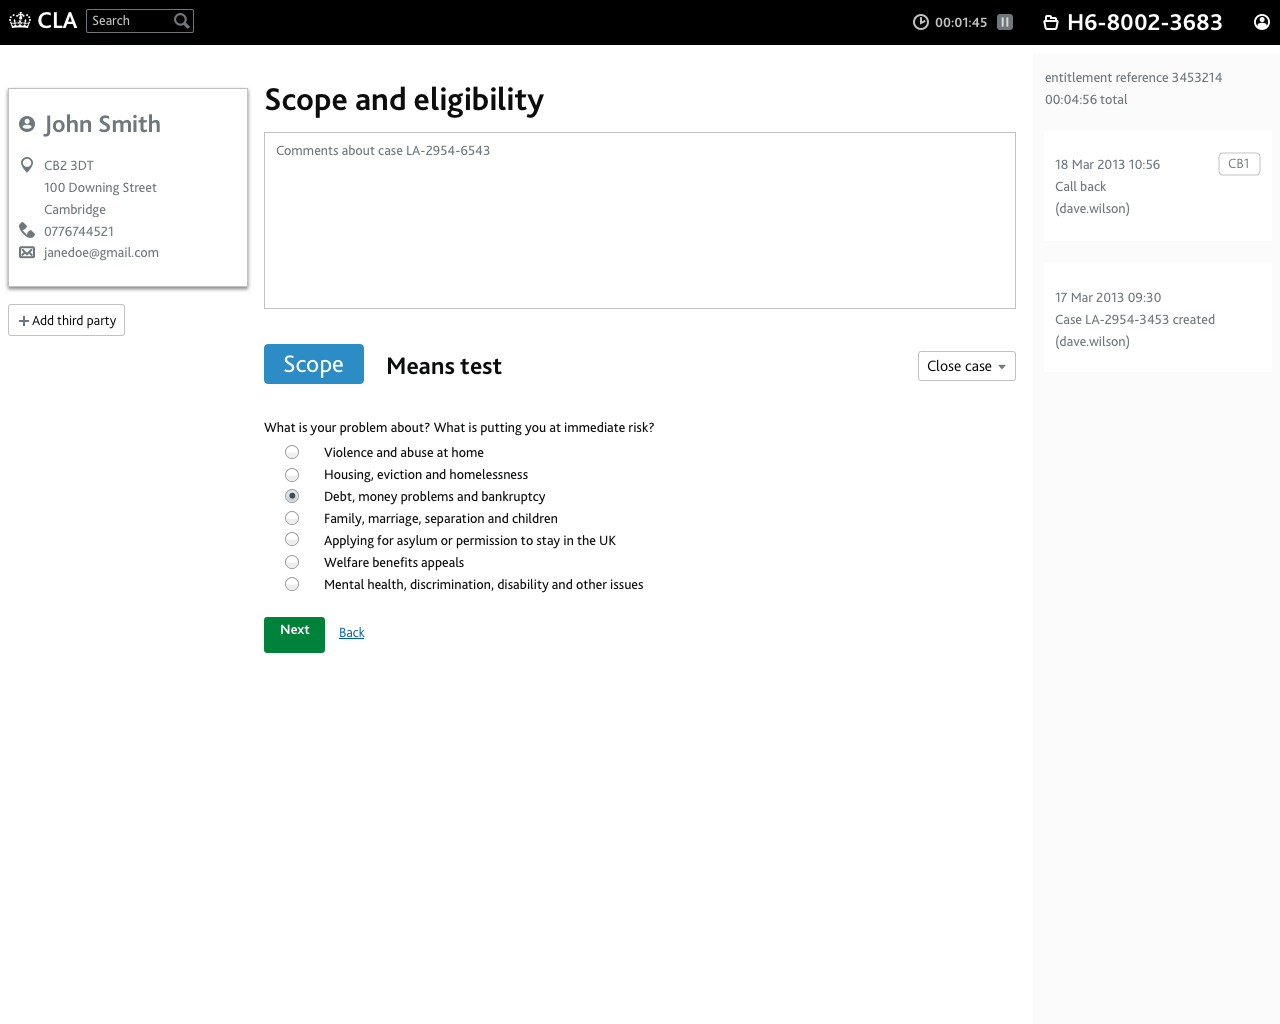 CLA
Search
00:01:45
H6-8002-3683
John Smith
CB2 3DT
100 Downing Street
Cambridge
0776744521
janedoe@gmail.com
Add third party
Scope and eligibility
Comments about case LA-2954-6543
Scope
Means test
Close case
What is your problem about? What is putting you at immediate risk?
Violence and abuse at home
Housing, eviction and homelessness
Debt, money problems and bankruptcy
Family, marriage, separation and children
Applying for asylum or permission to stay in the UK
Welfare benefits appeals
Mental health, discrimination, disability and other issues
Next
Back
entitlement reference 3453214
00:04:56 total
18 Mar 2013 10:56
CB1
Call back
(dave.wilson)
17 Mar 2013 09:30
Case LA-2954-3453 created
(dave.wilson)